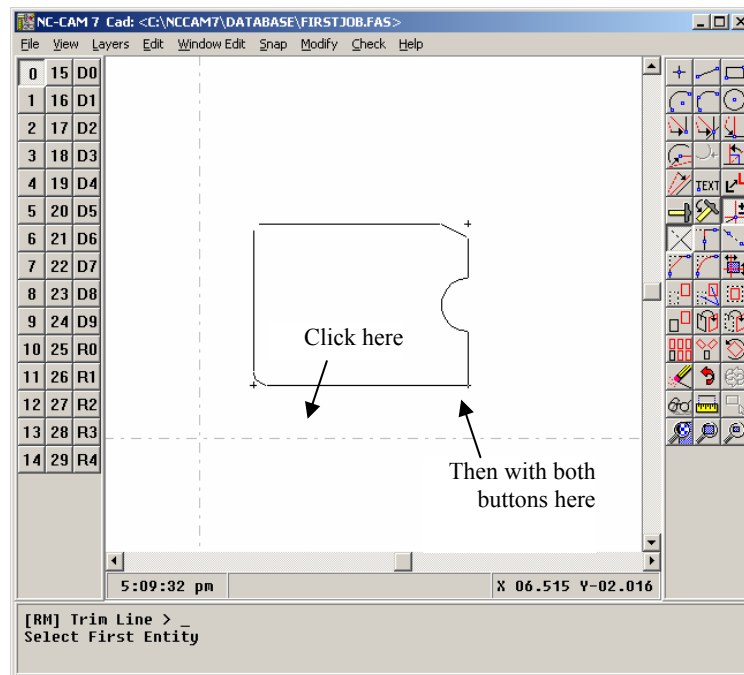 NC-CAM 7 Cad: <C:\NCCAM7\DATABASE\FIRSTJOB.FAS>
File View Layers Edit Window Edit Snap Modify Check Help
0 15 D0
1 16 D1
2 17 D2
3 18 D3
4 19 D4
TEXT
5 20 D5
6 21 D6
7 22 D7
8 23 D8
9 24 D9
10 25 R0
11 26 R1
12 27 R2
13 28 R3
14 29 R4
Click here
Then with both
buttons here
5:09:32 pm X 06.515 Y-02.016
[RM] Trim Line > _
Select First Entity